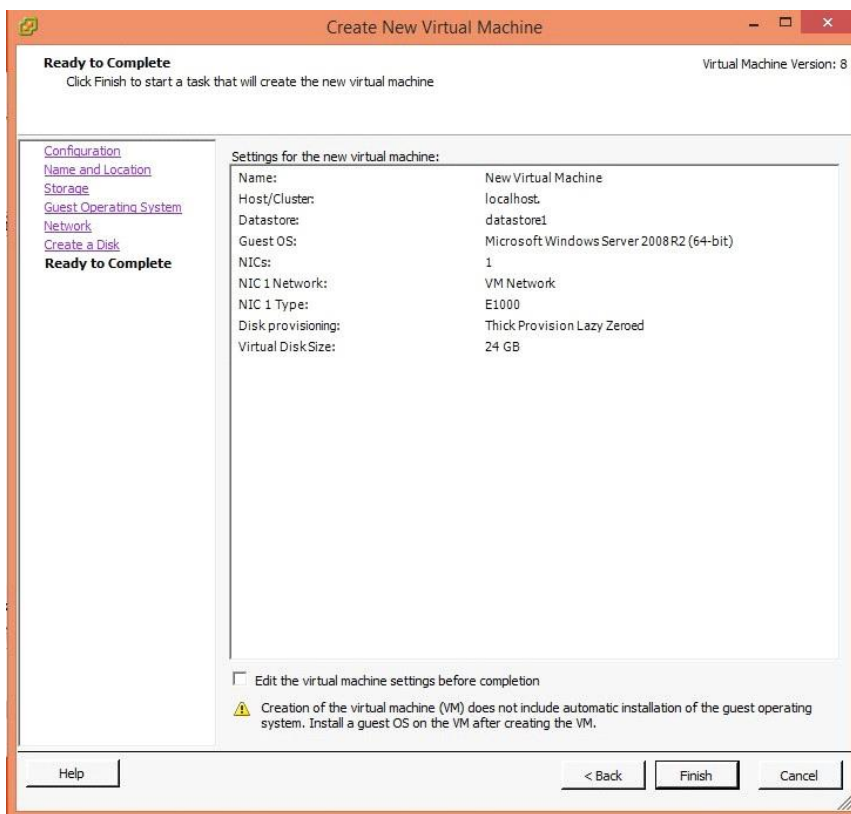 Create New Virtual Machine
Ready to Complete
Click Finish to start a task that will create the new virtual machine
Virtual Machine Version: 8
Configuration
Name and Location
Storage
Guest Operating System
Network
Create a Disk
Ready to Complete
Settings for the new virtual machine:
Name: New Virtual Machine
Host/Cluster: localhost.
Datastore: datastore1
Guest OS: Microsoft Windows Server 2008 R2 (64-bit)
NICs: 1
NIC 1 Network: VM Network
NIC 1 Type: E1000
Disk provisioning: Thick Provision Lazy Zeroed
Virtual Disk Size: 24 GB
Edit the virtual machine settings before completion
Creation of the virtual machine (VM) does not include automatic installation of the guest operating
system. Install a guest OS on the VM after creating the VM.
Help
< Back
Finish
Cancel